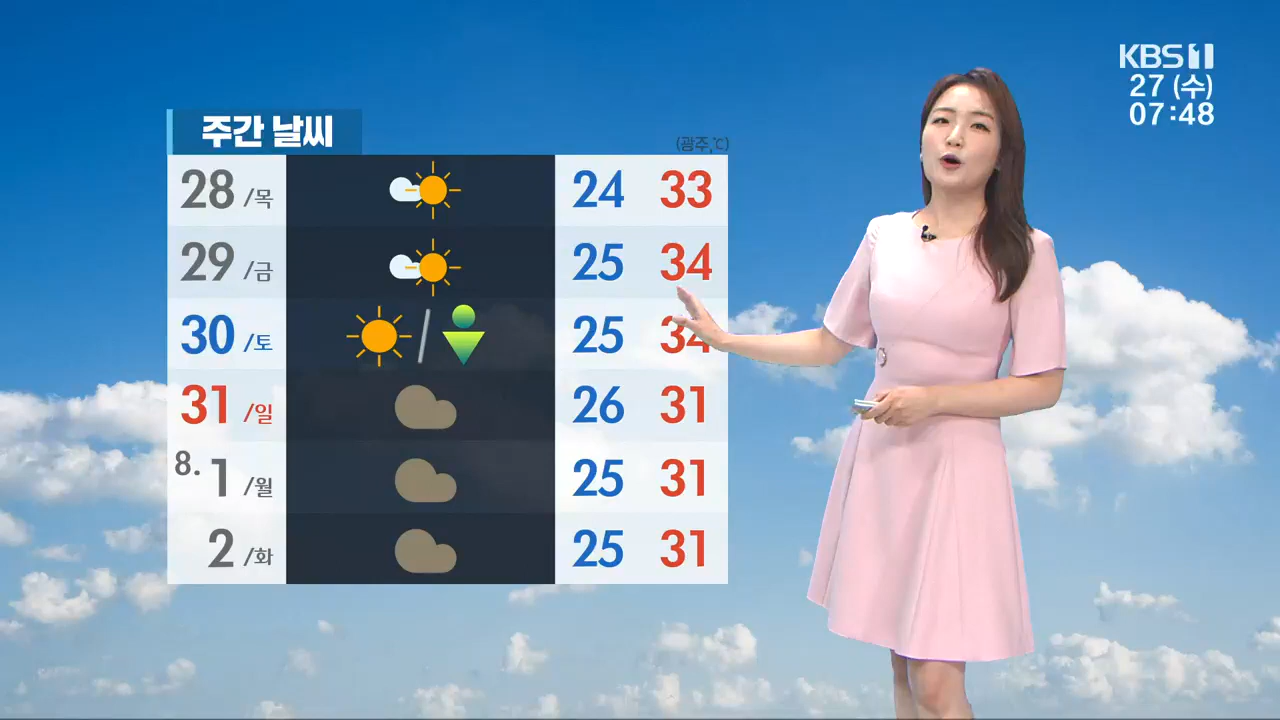 KBS 1
27 (수)
07:48
주간 날씨
(광주,℃)
28 /목 24 33
29 /금 25 34
30 /토 25 34
31 /일 26 31
8. 1 /월 25 31
2 /화 25 31